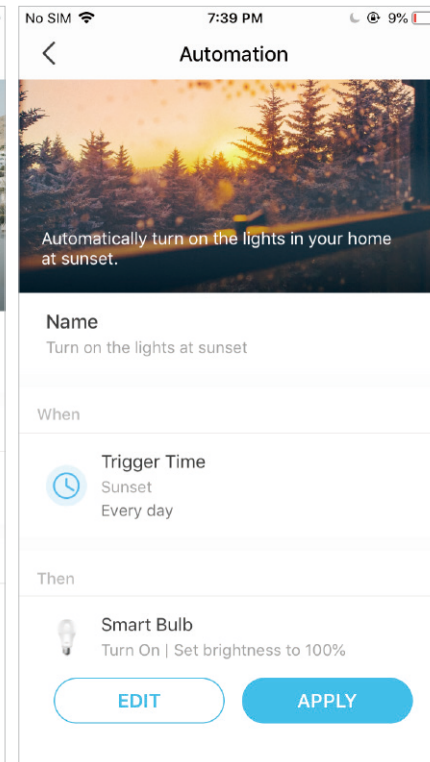 No SIM 7:39 PM 9%
Automation
Automatically turn on the lights in your home
at sunset.
Name
Turn on the lights at sunset
When
Trigger Time
Sunset
Every day
Then
Smart Bulb
Turn On | Set brightness to 100%
EDIT APPLY